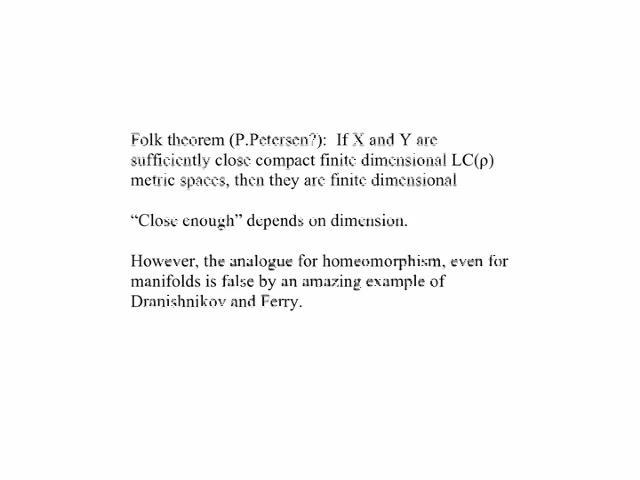 Folk theorem (P.Petersen?):  If X and Y are
sufficiently close compact finite dimensional LC(ρ)
metric spaces, then they are finite dimensional

“Close enough” depends on dimension.

However, the analogue for homeomorphism, even for
manifolds is false by an amazing example of
Dranishnikov and Ferry.